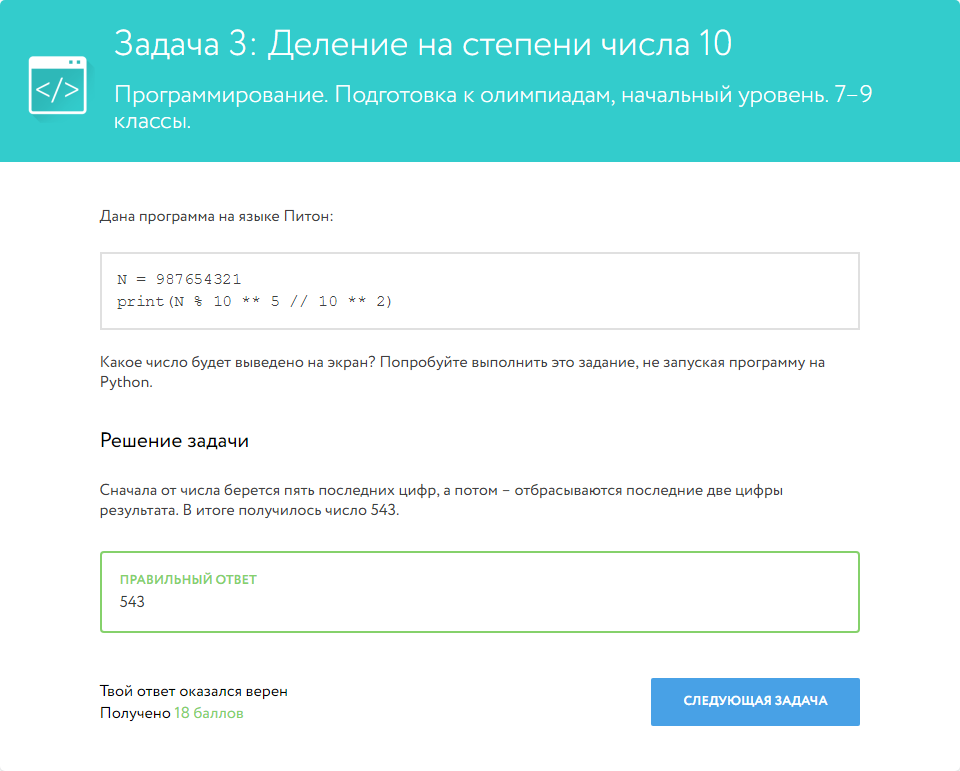 </>
Задача 3: Деление на степени числа 10
Программирование. Подготовка к олимпиадам, начальный уровень. 7–9
классы.
Дана программа на языке Питон:
N = 987654321
print(N % 10 ** 5 // 10 ** 2)
Какое число будет выведено на экран? Попробуйте выполнить это задание, не запуская программу на
Python.
Решение задачи
Сначала от числа берется пять последних цифр, а потом – отбрасываются последние две цифры
результата. В итоге получилось число 543.
ПРАВИЛЬНЫЙ ОТВЕТ
543
Твой ответ оказался верен
Получено 18 баллов
СЛЕДУЮЩАЯ ЗАДАЧА